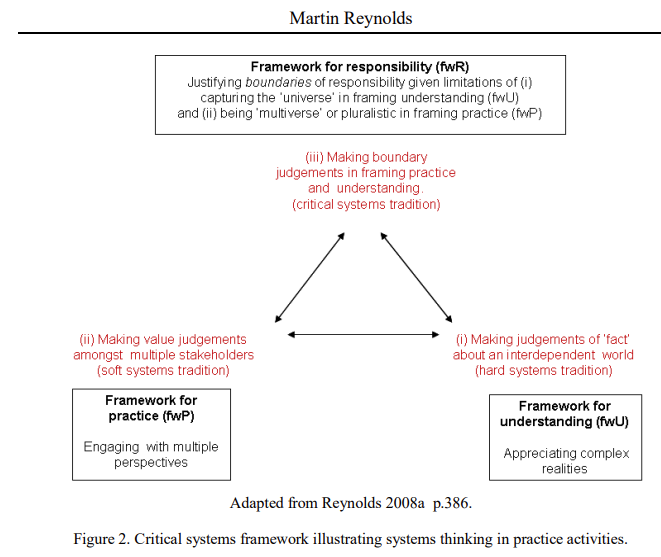 Martin Reynolds
Framework for responsibility (fwR)
Justifying boundaries of responsibility given limitations of (i)
capturing the 'universe' in framing understanding (fwU)
and (ii) being 'multiverse' or pluralistic in framing practice (fwP)
(iii) Making boundary
judgements in framing practice
and understanding.
(critical systems tradition)
(ii) Making value judgements
amongst multiple stakeholders
(soft systems tradition)
(i) Making judgements of 'fact'
about an interdependent world
(hard systems tradition)
Framework for
practice (fwP)
Engaging with multiple
perspectives
Framework for
understanding (fwU)
Appreciating complex
realities
Adapted from Reynolds 2008a p.386.
Figure 2. Critical systems framework illustrating systems thinking in practice activities.